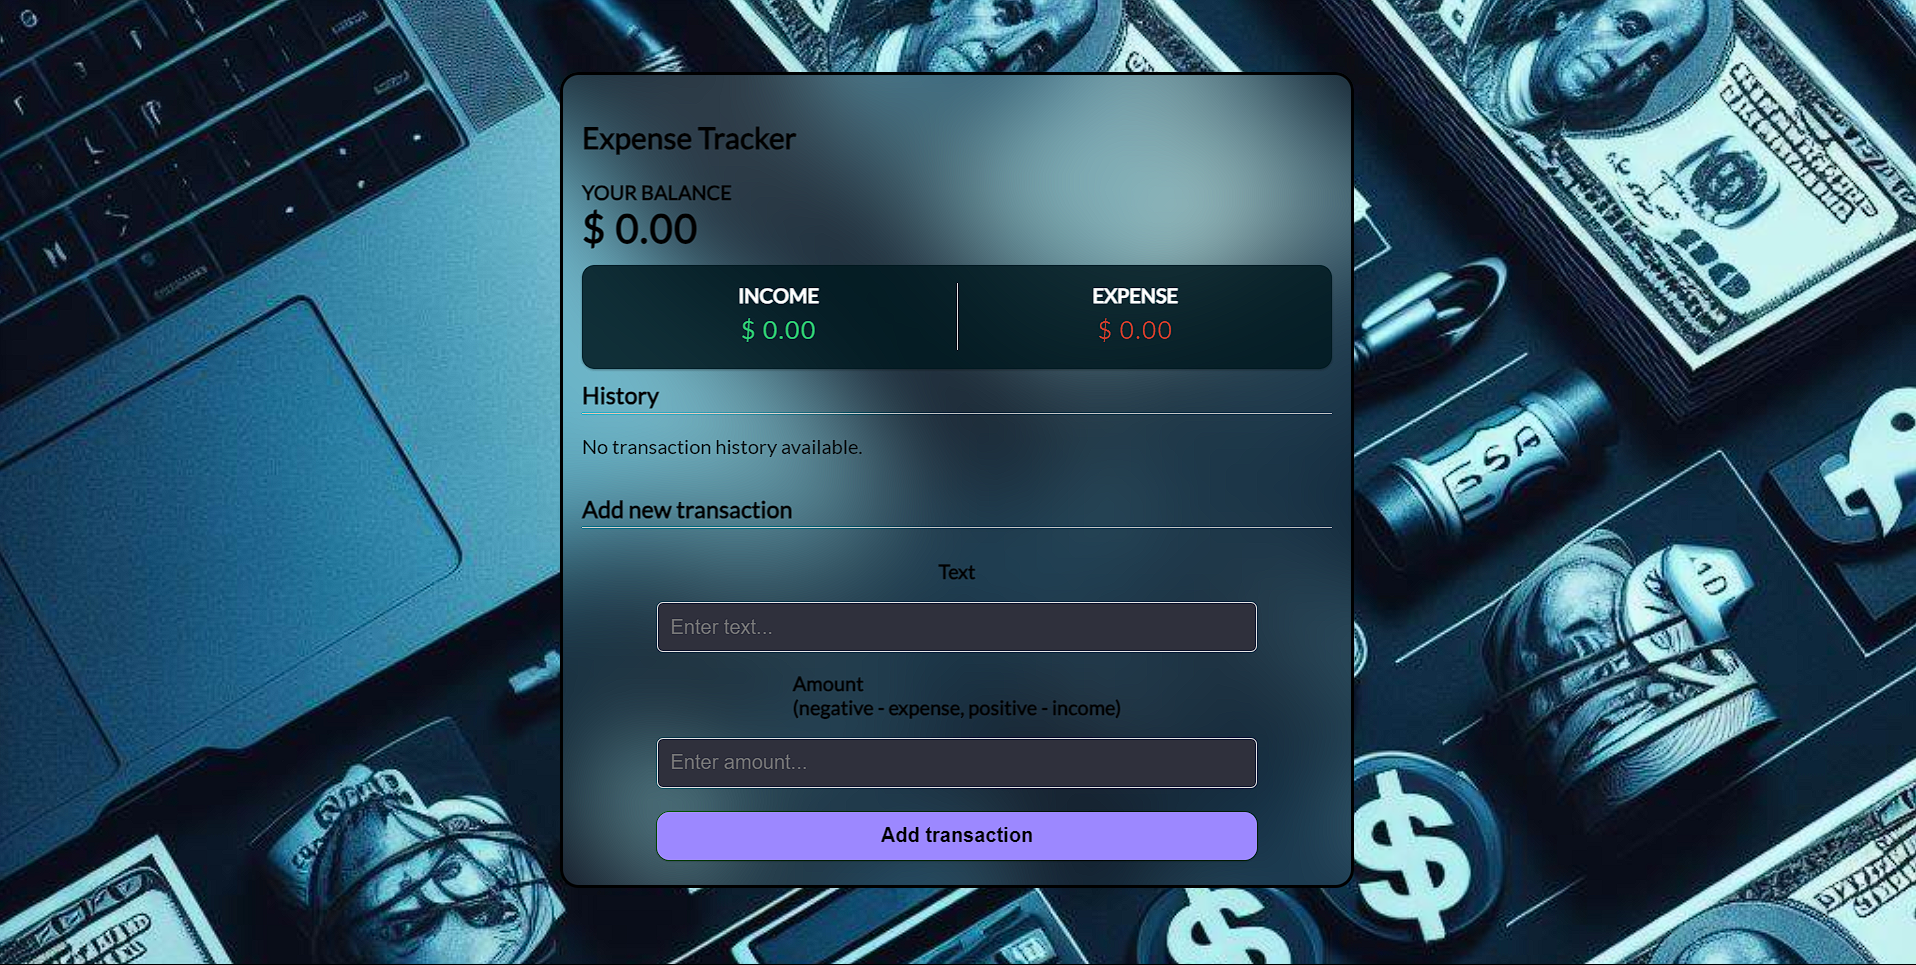 Expense Tracker
YOUR BALANCE
$ 0.00
INCOME
$ 0.00
EXPENSE
$ 0.00
History
No transaction history available.
Add new transaction
Text
Enter text...
Amount
(negative - expense, positive - income)
Enter amount...
Add transaction